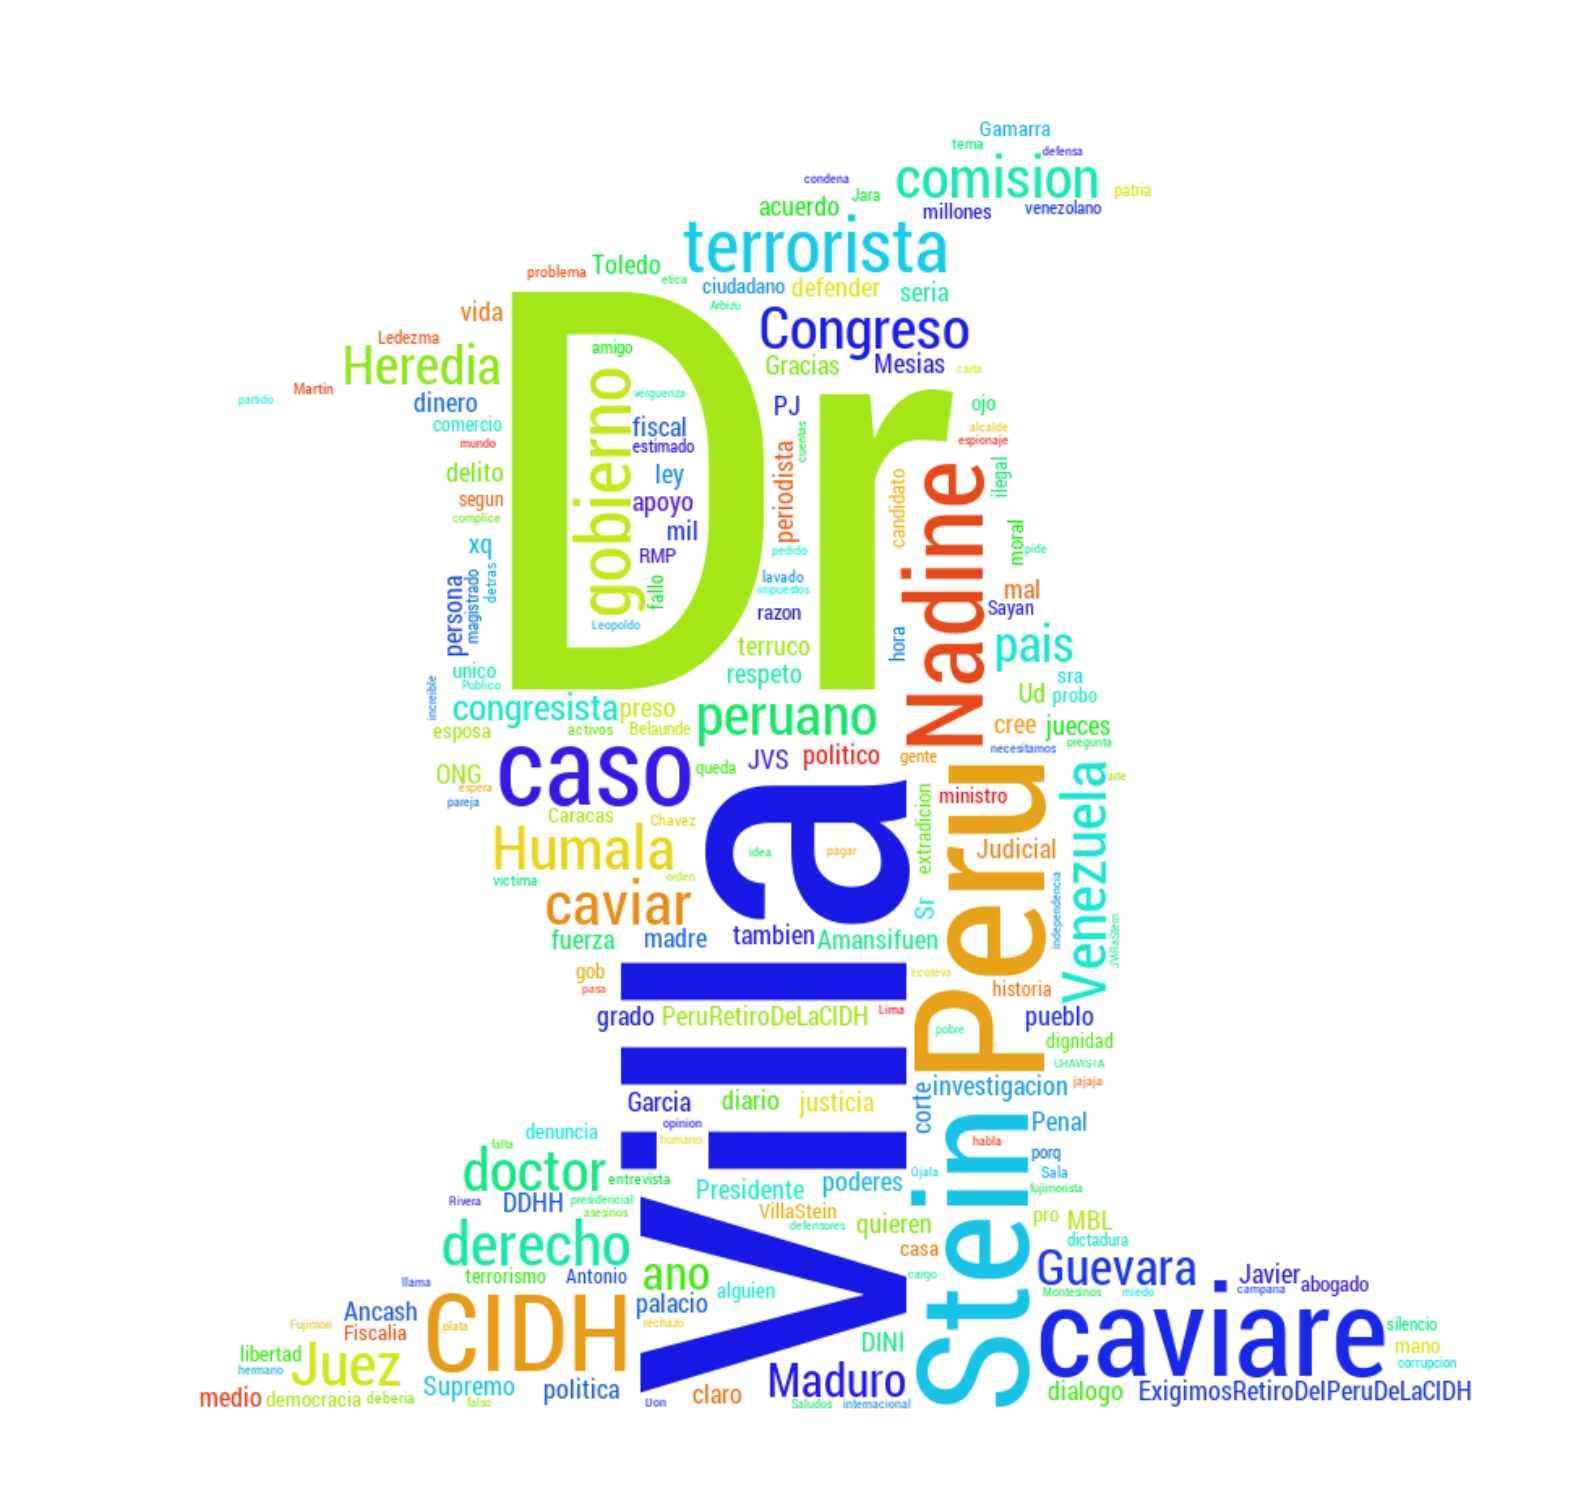 Gamarra
tema
defensa
comision
condena
patria
Jara
acuerdo
millones
venezolano
terrorista
Toledo
problema
etica
ciudadano
defender
seria
Arbizu
vida
Dr
Congreso
Ledezma
amigo
Heredia
Gracias
Mesias
carta
Martin
partido
dinero
gobierno
verguenza
PJ
ojo
comercio
fiscal
cuentas
alcalde
mundo
estimado
espionaje
periodista
delito
ley
candidato
Nadine
ilegal
segun
apoyo
complice
mil
moral
xq
RMP
pedido
pide
detras
persona
magistrado
fallo
lavado
impuestos
mal
razon
Sayan
Leopoldo
hora
pais
terruco
unico
respeto
sra
Publico
increible
Ud
probo
congresista
preso
peruano
esposa
activos
Belaunde
cree
jueces
necesitamos
pregunta
caso
queda
JVS
politico
gente
ONG
espera
pareja
Peru
Venezuela
arte
Villa
extradicion
ministro
Caracas
Chavez
Humala
idea
pagar
Judicial
victima
orden
independencia
caviar
Sr
JVillaStein
fuerza
madre
tambien
Amansifuen
gob
pasa
Ecoteva
historia
grado
PeruRetiroDeLaCIDH
Lima
pueblo
pobre
dignidad
CHAVISTA
corte
investigacion
jajaja
Garcia
diario
justicia
Stein
Penal
denuncia
opinion
humano
falta
habla
porq
doctor
entrevista
Ojala
Sala
Presidente
poderes
fujimorista
Rivera
DDHH
presidencial
asesinos
VillaStein
defensores
quieren
pro
MBL
dictadura
derecho
casa
terrorismo
Antonio
ano
cargo
Guevara
llama
alguien
Montesinos
miedo
Javier
campana
abogado
CIDH
Ancash
palacio
caviare
Fujimori
plata
rechazo
silencio
Fiscalia
DINI
libertad
Juez
mano
hermano
corrupcion
Supremo
politica
Maduro
medio
democracia
deberia
falso
Don
claro
Saludos
internacional
dialogo
ExigimosRetiroDelPeruDeLaCIDH